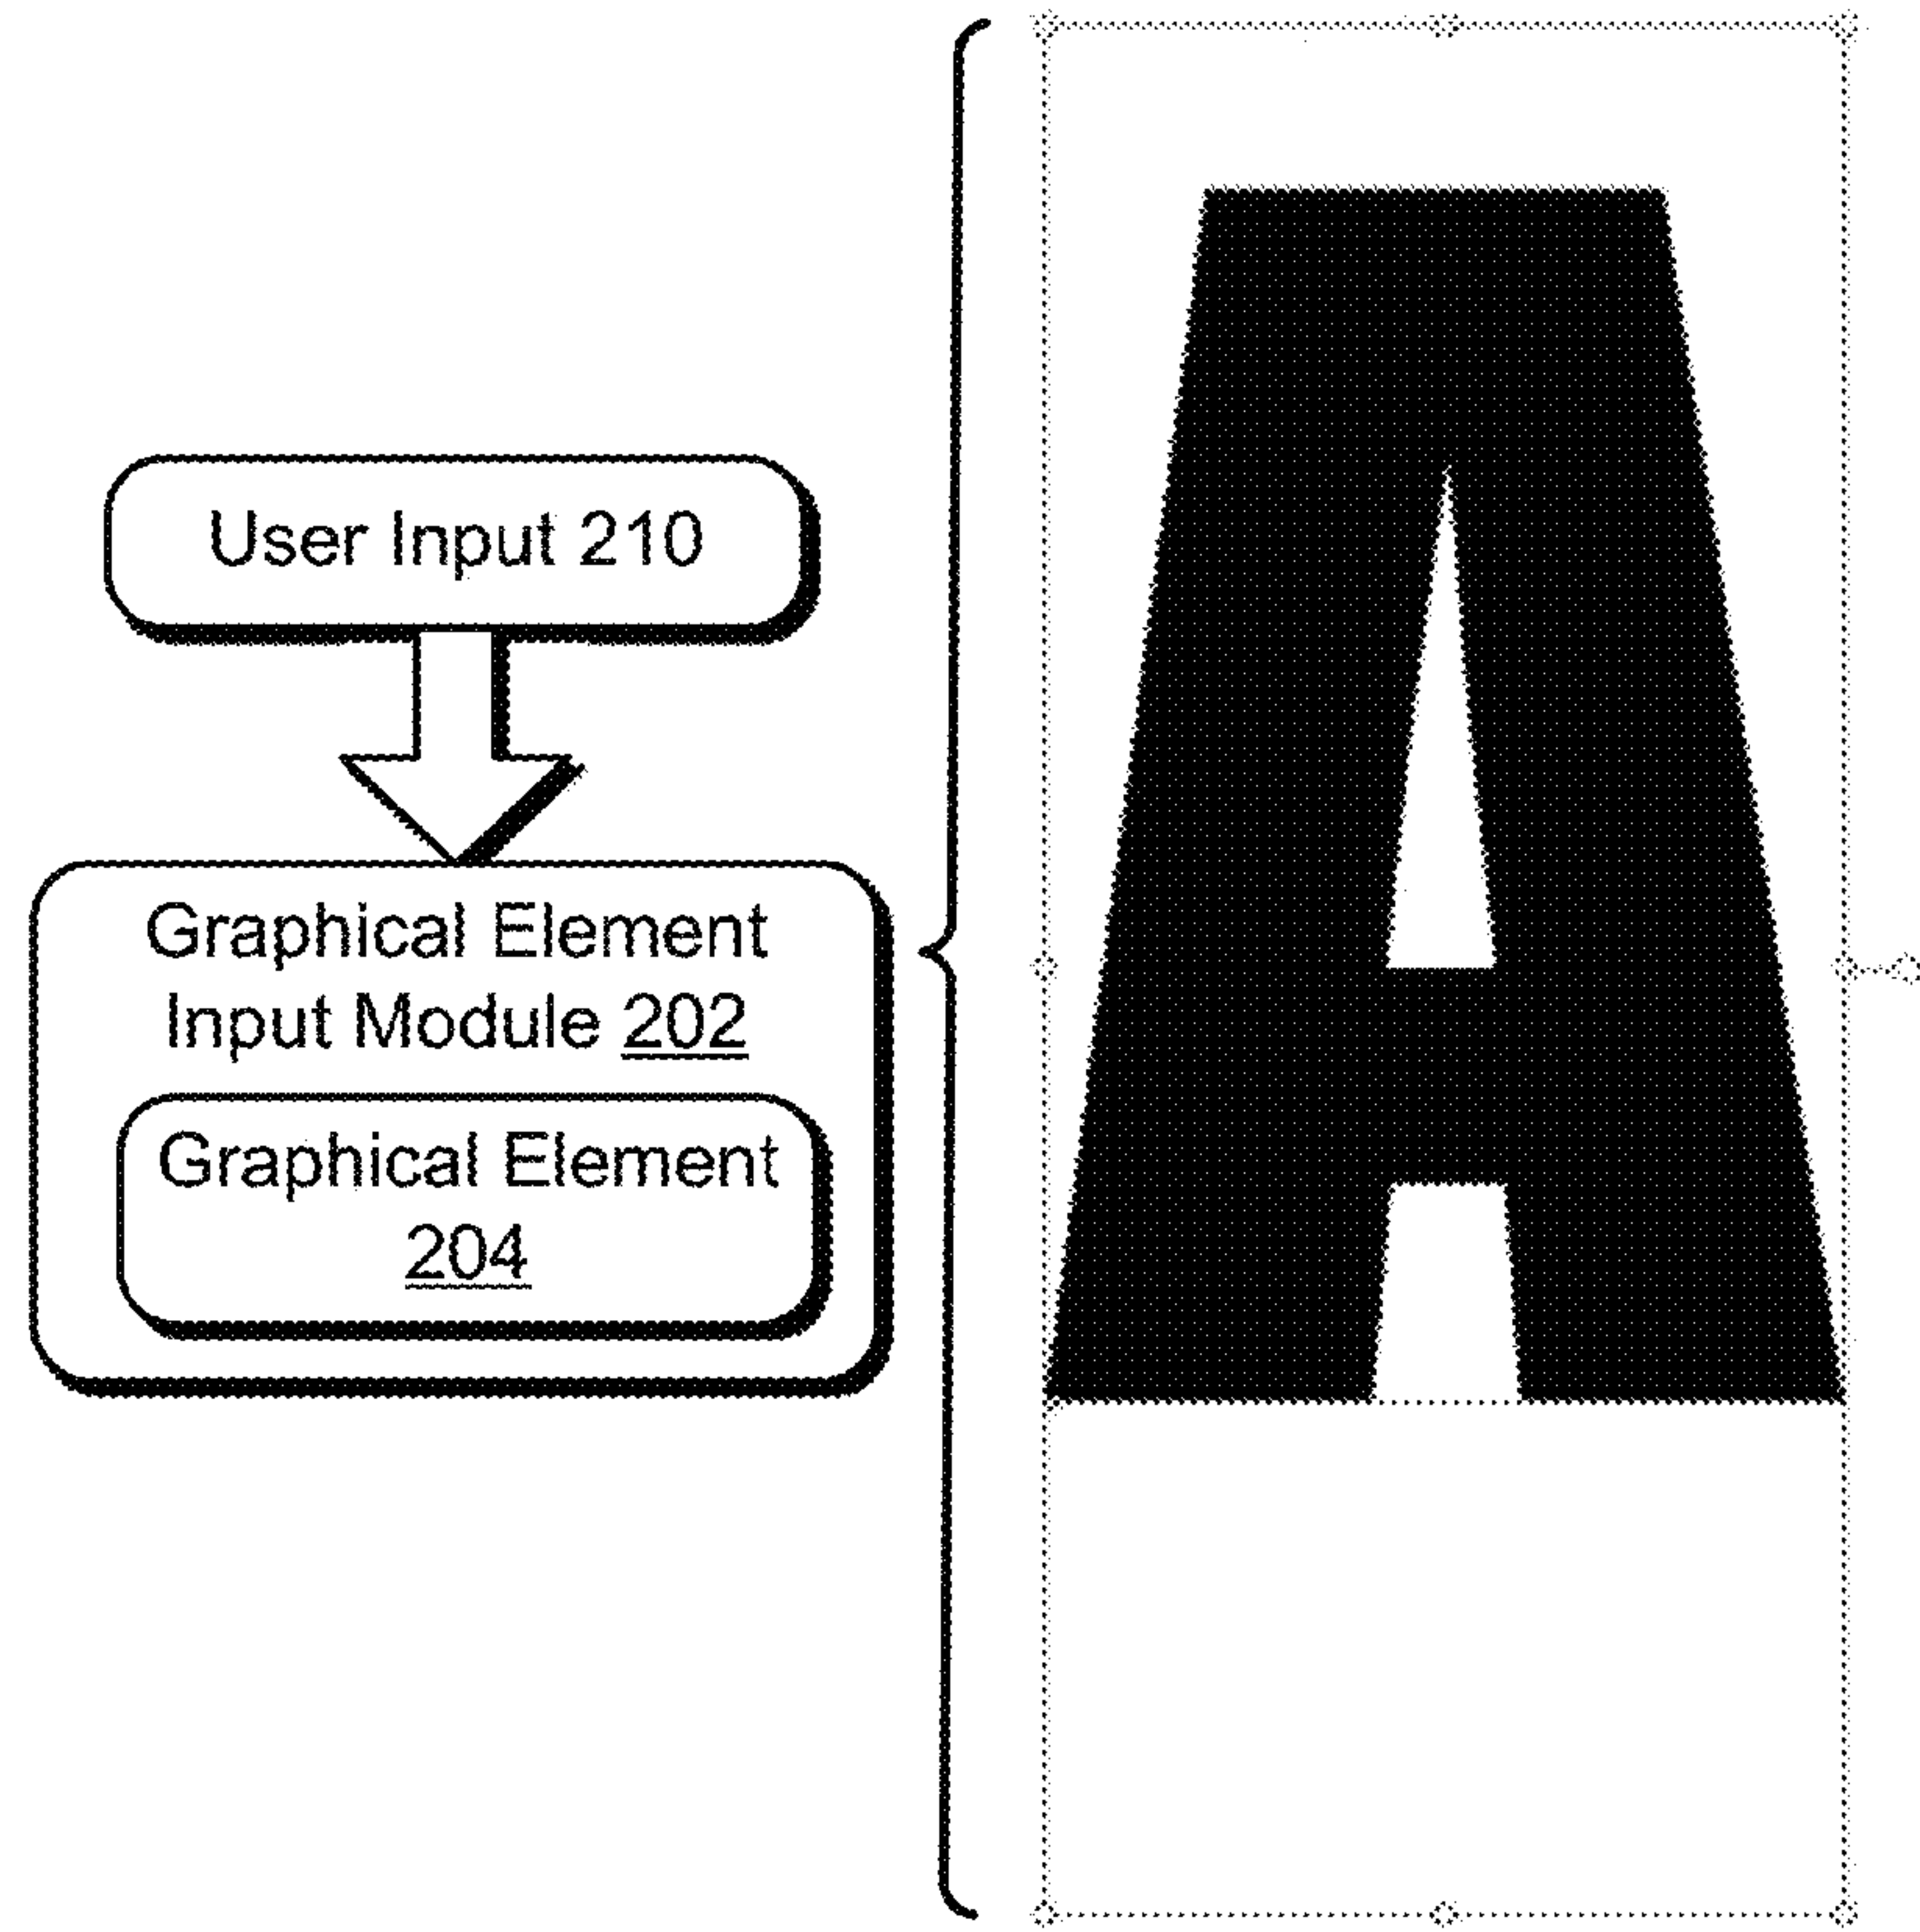 User Input 210
Graphical Element
Input Module 202
Graphical Element
204
A